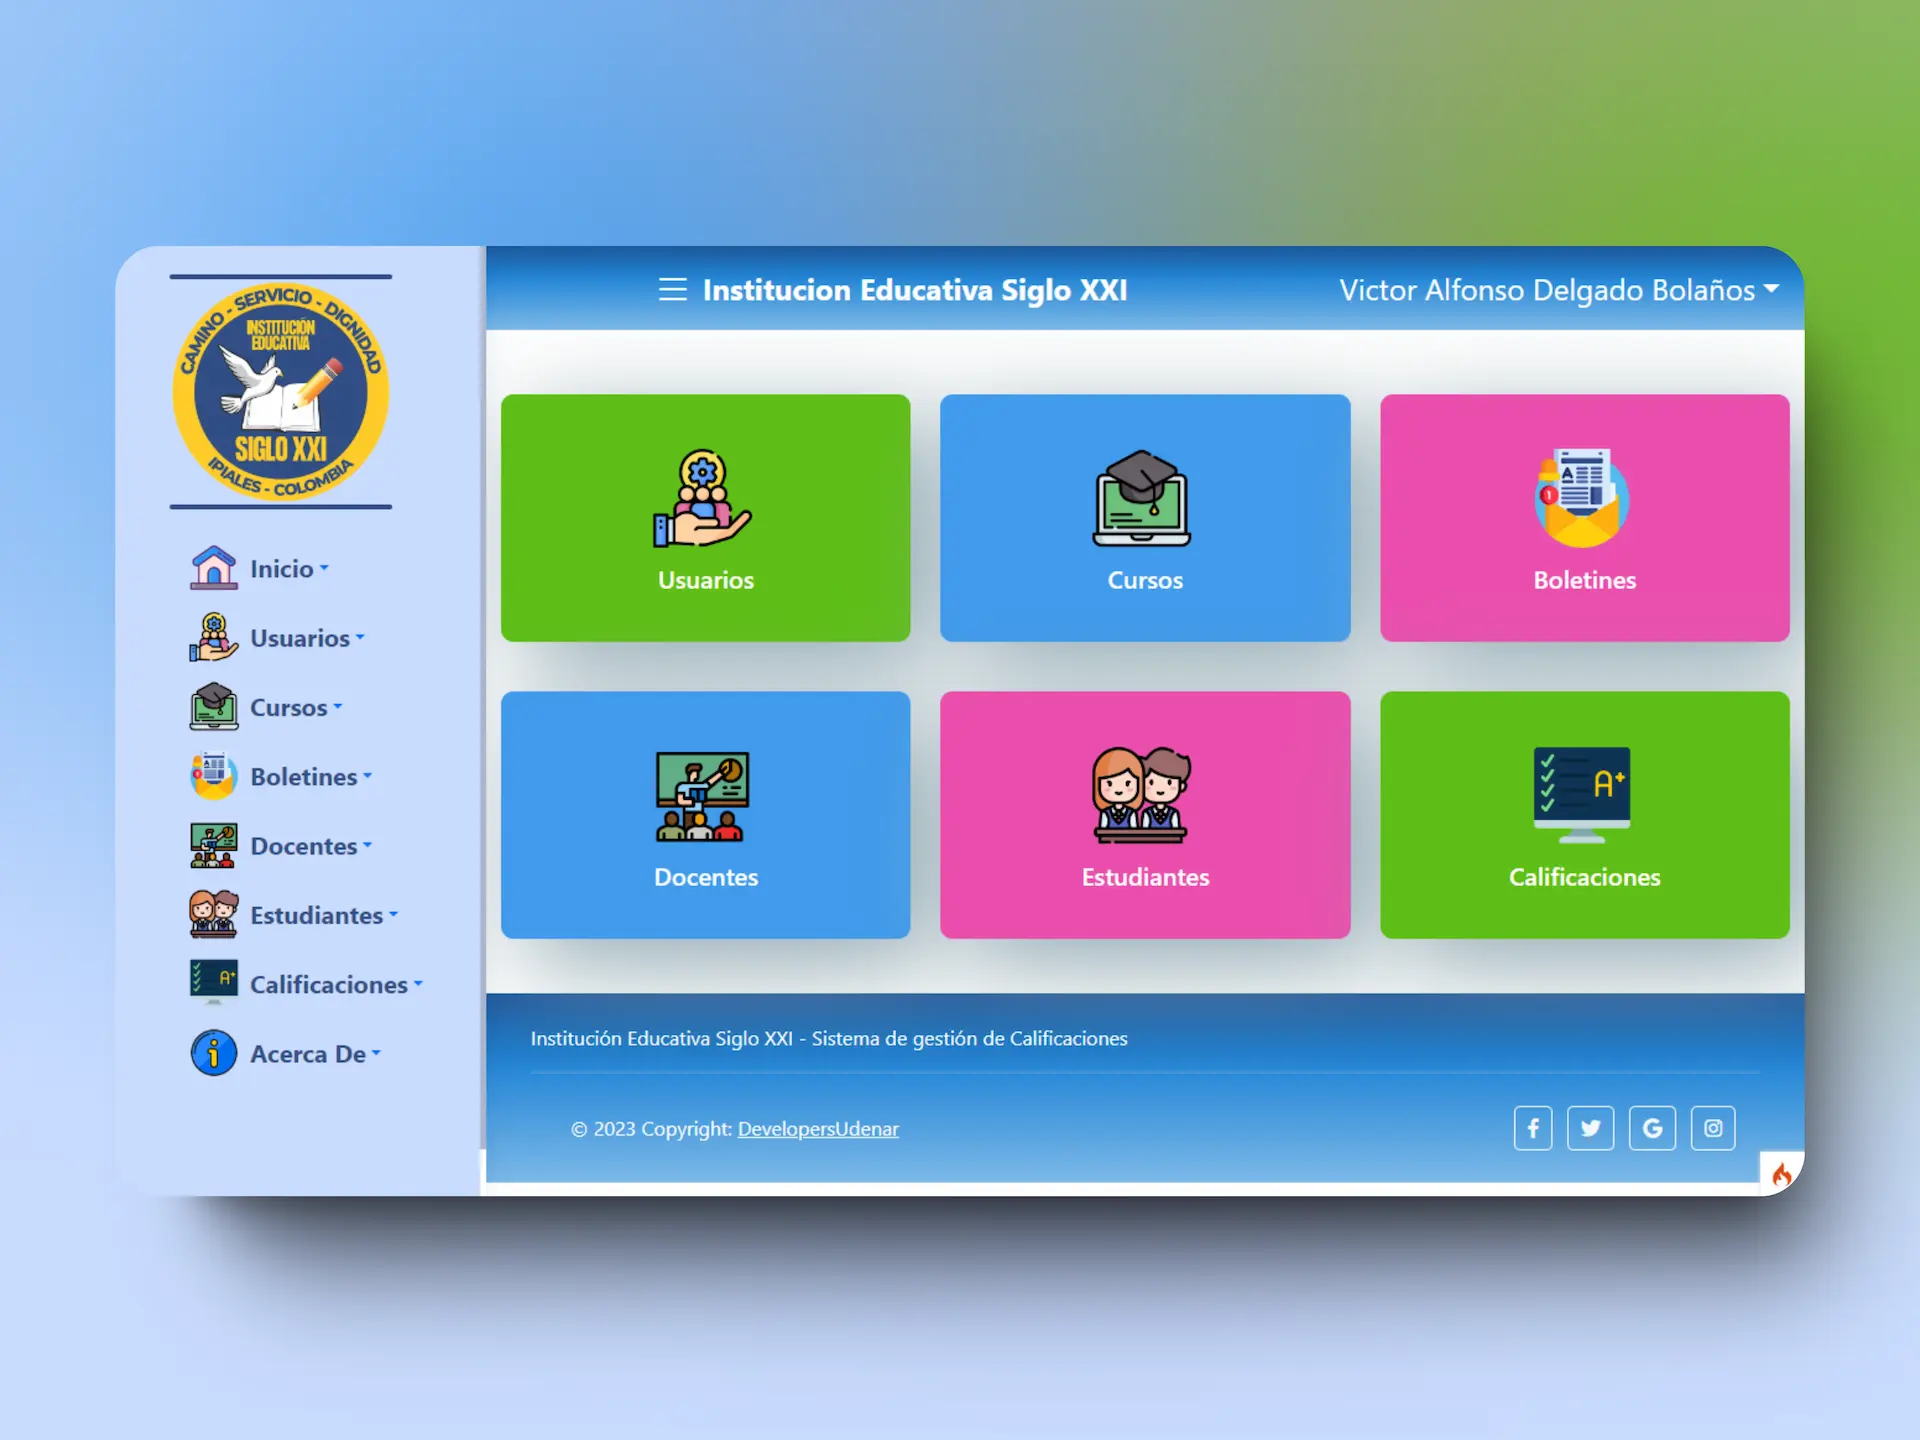 CAMINO - SERVICIO - DIGNIDAD
INSTITUCIÓN
EDUCATIVA
SIGLO XXI
IPIALES - COLOMBIA
Inicio
Usuarios
Cursos
Boletines
Docentes
Estudiantes
A+
Calificaciones
Acerca De
Institucion Educativa Siglo XXI
Victor Alfonso Delgado Bolaños
Usuarios
Cursos
A
1
Boletines
Docentes
Estudiantes
A+
Calificaciones
Institución Educativa Siglo XXI - Sistema de gestión de Calificaciones
© 2023 Copyright: DevelopersUdenar